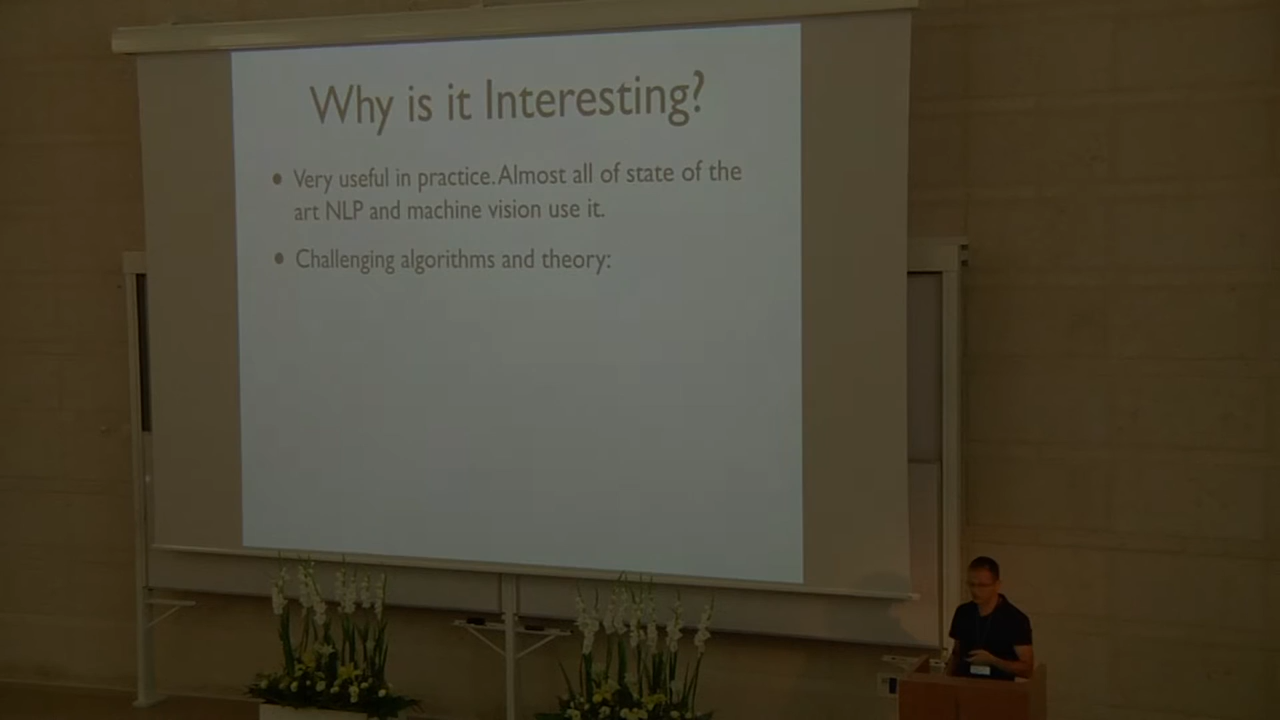 Why is it Interesting?
• Very useful in practice. Almost all of state of the
art NLP and machine vision use it.
• Challenging algorithms and theory: